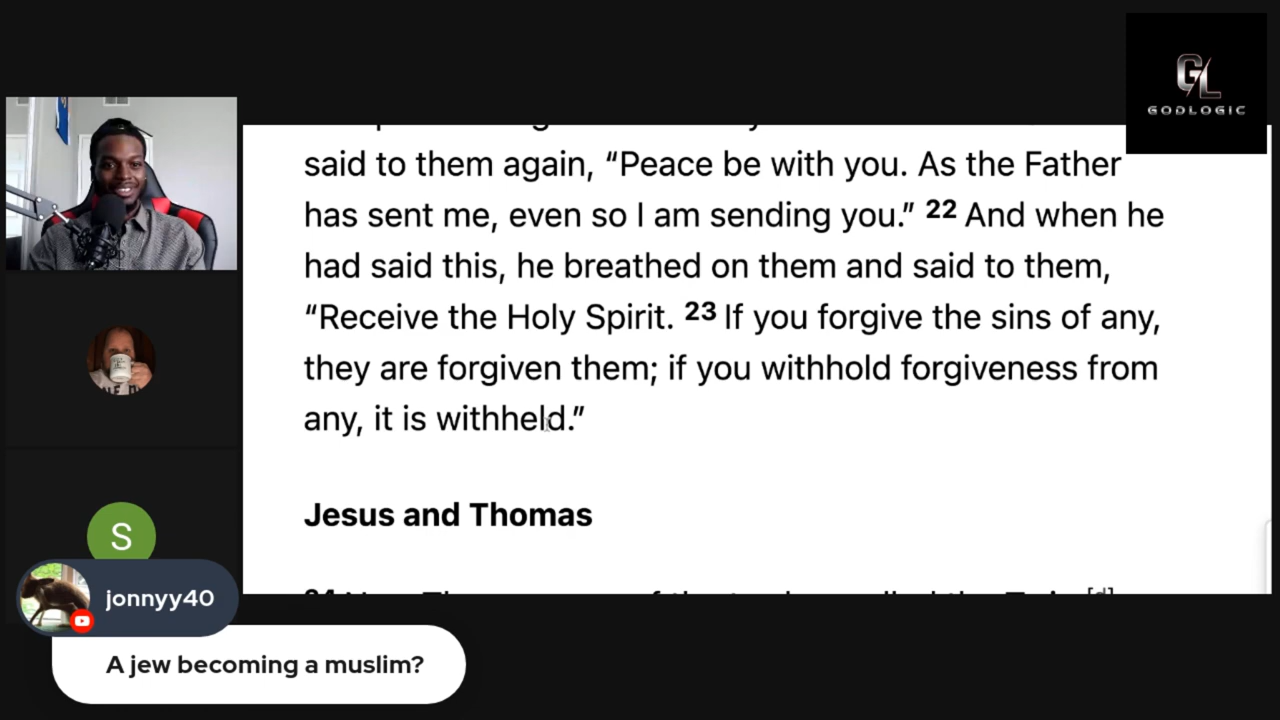 GL
GODLOGIC
said to them again, “Peace be with you. As the Father
has sent me, even so I am sending you.” 22 And when he
had said this, he breathed on them and said to them,
“Receive the Holy Spirit. 23 If you forgive the sins of any,
they are forgiven them; if you withhold forgiveness from
any, it is withheld.”
Jesus and Thomas
S
jonnyy40
A jew becoming a muslim?